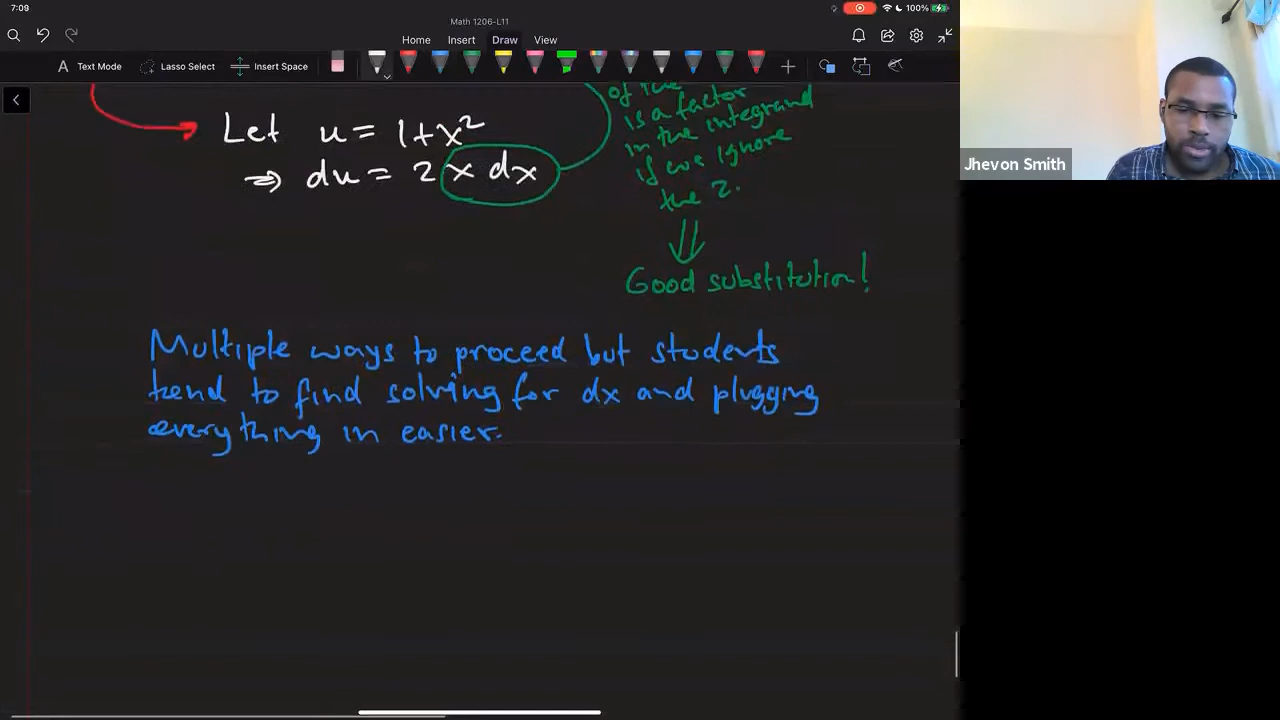 7:09
100%
Math 1206-L11
Home Insert Draw View
Text Mode Lasso Select Insert Space
of the
is a factor
in the integrand
if we ignore
the 2.
Let u = 1+x²
⇒ du = 2 x dx
⇓
Good substitution!
Multiple ways to proceed but students
tend to find solving for dx and plugging
everything in easier.
Jhevon Smith